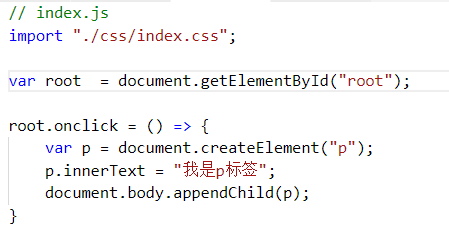 // index.js
import "./css/index.css";
var root  = document.getElementById("root");
root.onclick = () => {
    var p = document.createElement("p");
    p.innerText = "我是p标签";
    document.body.appendChild(p);
}